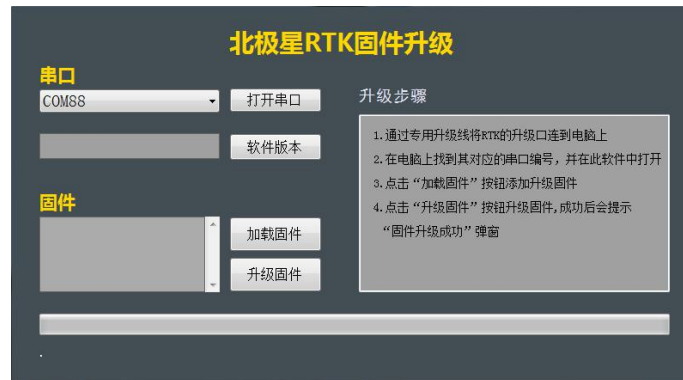 北极星RTK固件升级
串口
COM88
打开串口
软件版本
固件
加载固件
升级固件
升级步骤
1.通过专用升级线将RTK的升级口连到电脑上
2.在电脑上找到其对应的串口编号，并在此软件中打开
3.点击“加载固件”按钮添加升级固件
4.点击“升级固件”按钮升级固件,成功后会提示
“固件升级成功”弹窗
.